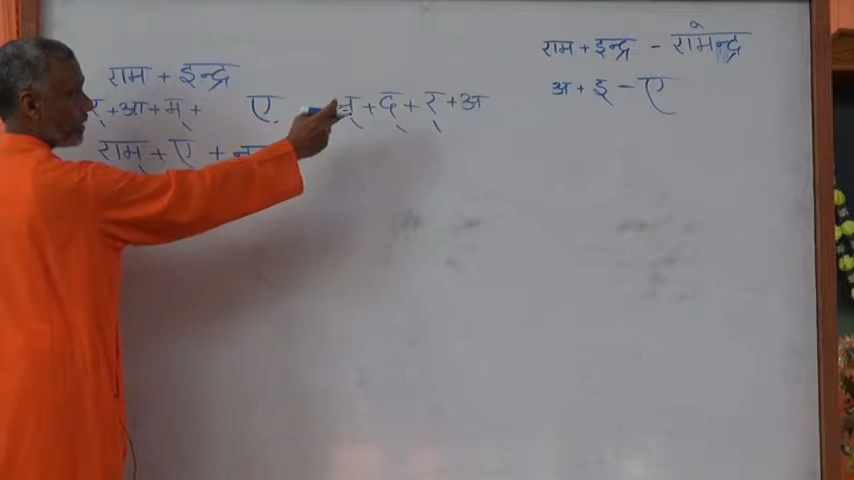 राम + इन्द्र
र् + आ + म् + ए. न् + द् + र् + अ
राम् + ए +
राम + इन्द्र - रामेन्द्र
अ + इ - ए